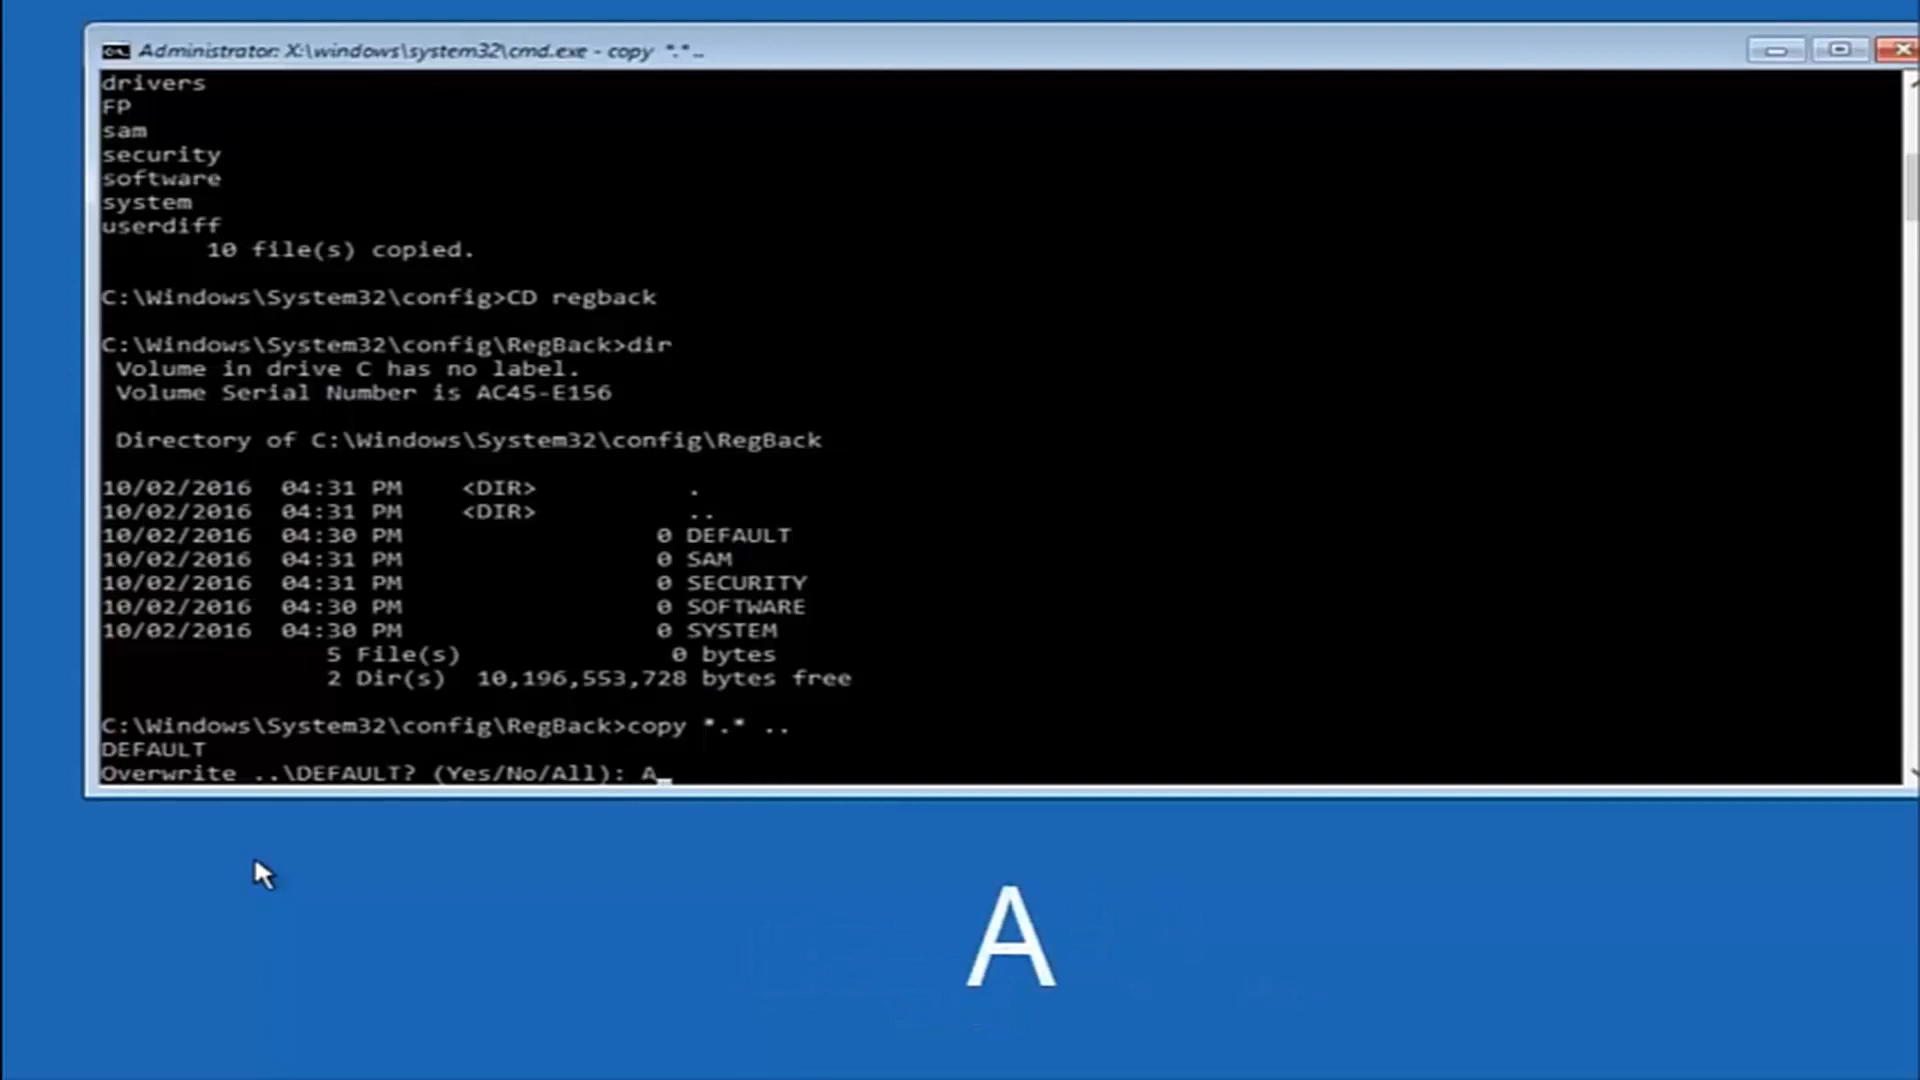 Administrator: X:\windows\system32\cmd.exe - copy *.* ..
drivers
FP
sam
security
software
system
userdiff
10 file(s) copied.
C:\Windows\System32\config>CD regback
C:\Windows\System32\config\RegBack>dir
Volume in drive C has no label.
Volume Serial Number is AC45-E156
Directory of C:\Windows\System32\config\RegBack
10/02/2016 04:31 PM <DIR> .
10/02/2016 04:31 PM <DIR> ..
10/02/2016 04:30 PM 0 DEFAULT
10/02/2016 04:31 PM 0 SAM
10/02/2016 04:31 PM 0 SECURITY
10/02/2016 04:30 PM 0 SOFTWARE
10/02/2016 04:30 PM 0 SYSTEM
5 File(s) 0 bytes
2 Dir(s) 10,196,553,728 bytes free
C:\Windows\System32\config\RegBack>copy *.* ..
DEFAULT
Overwrite ..\DEFAULT? (Yes/No/All): A_
A